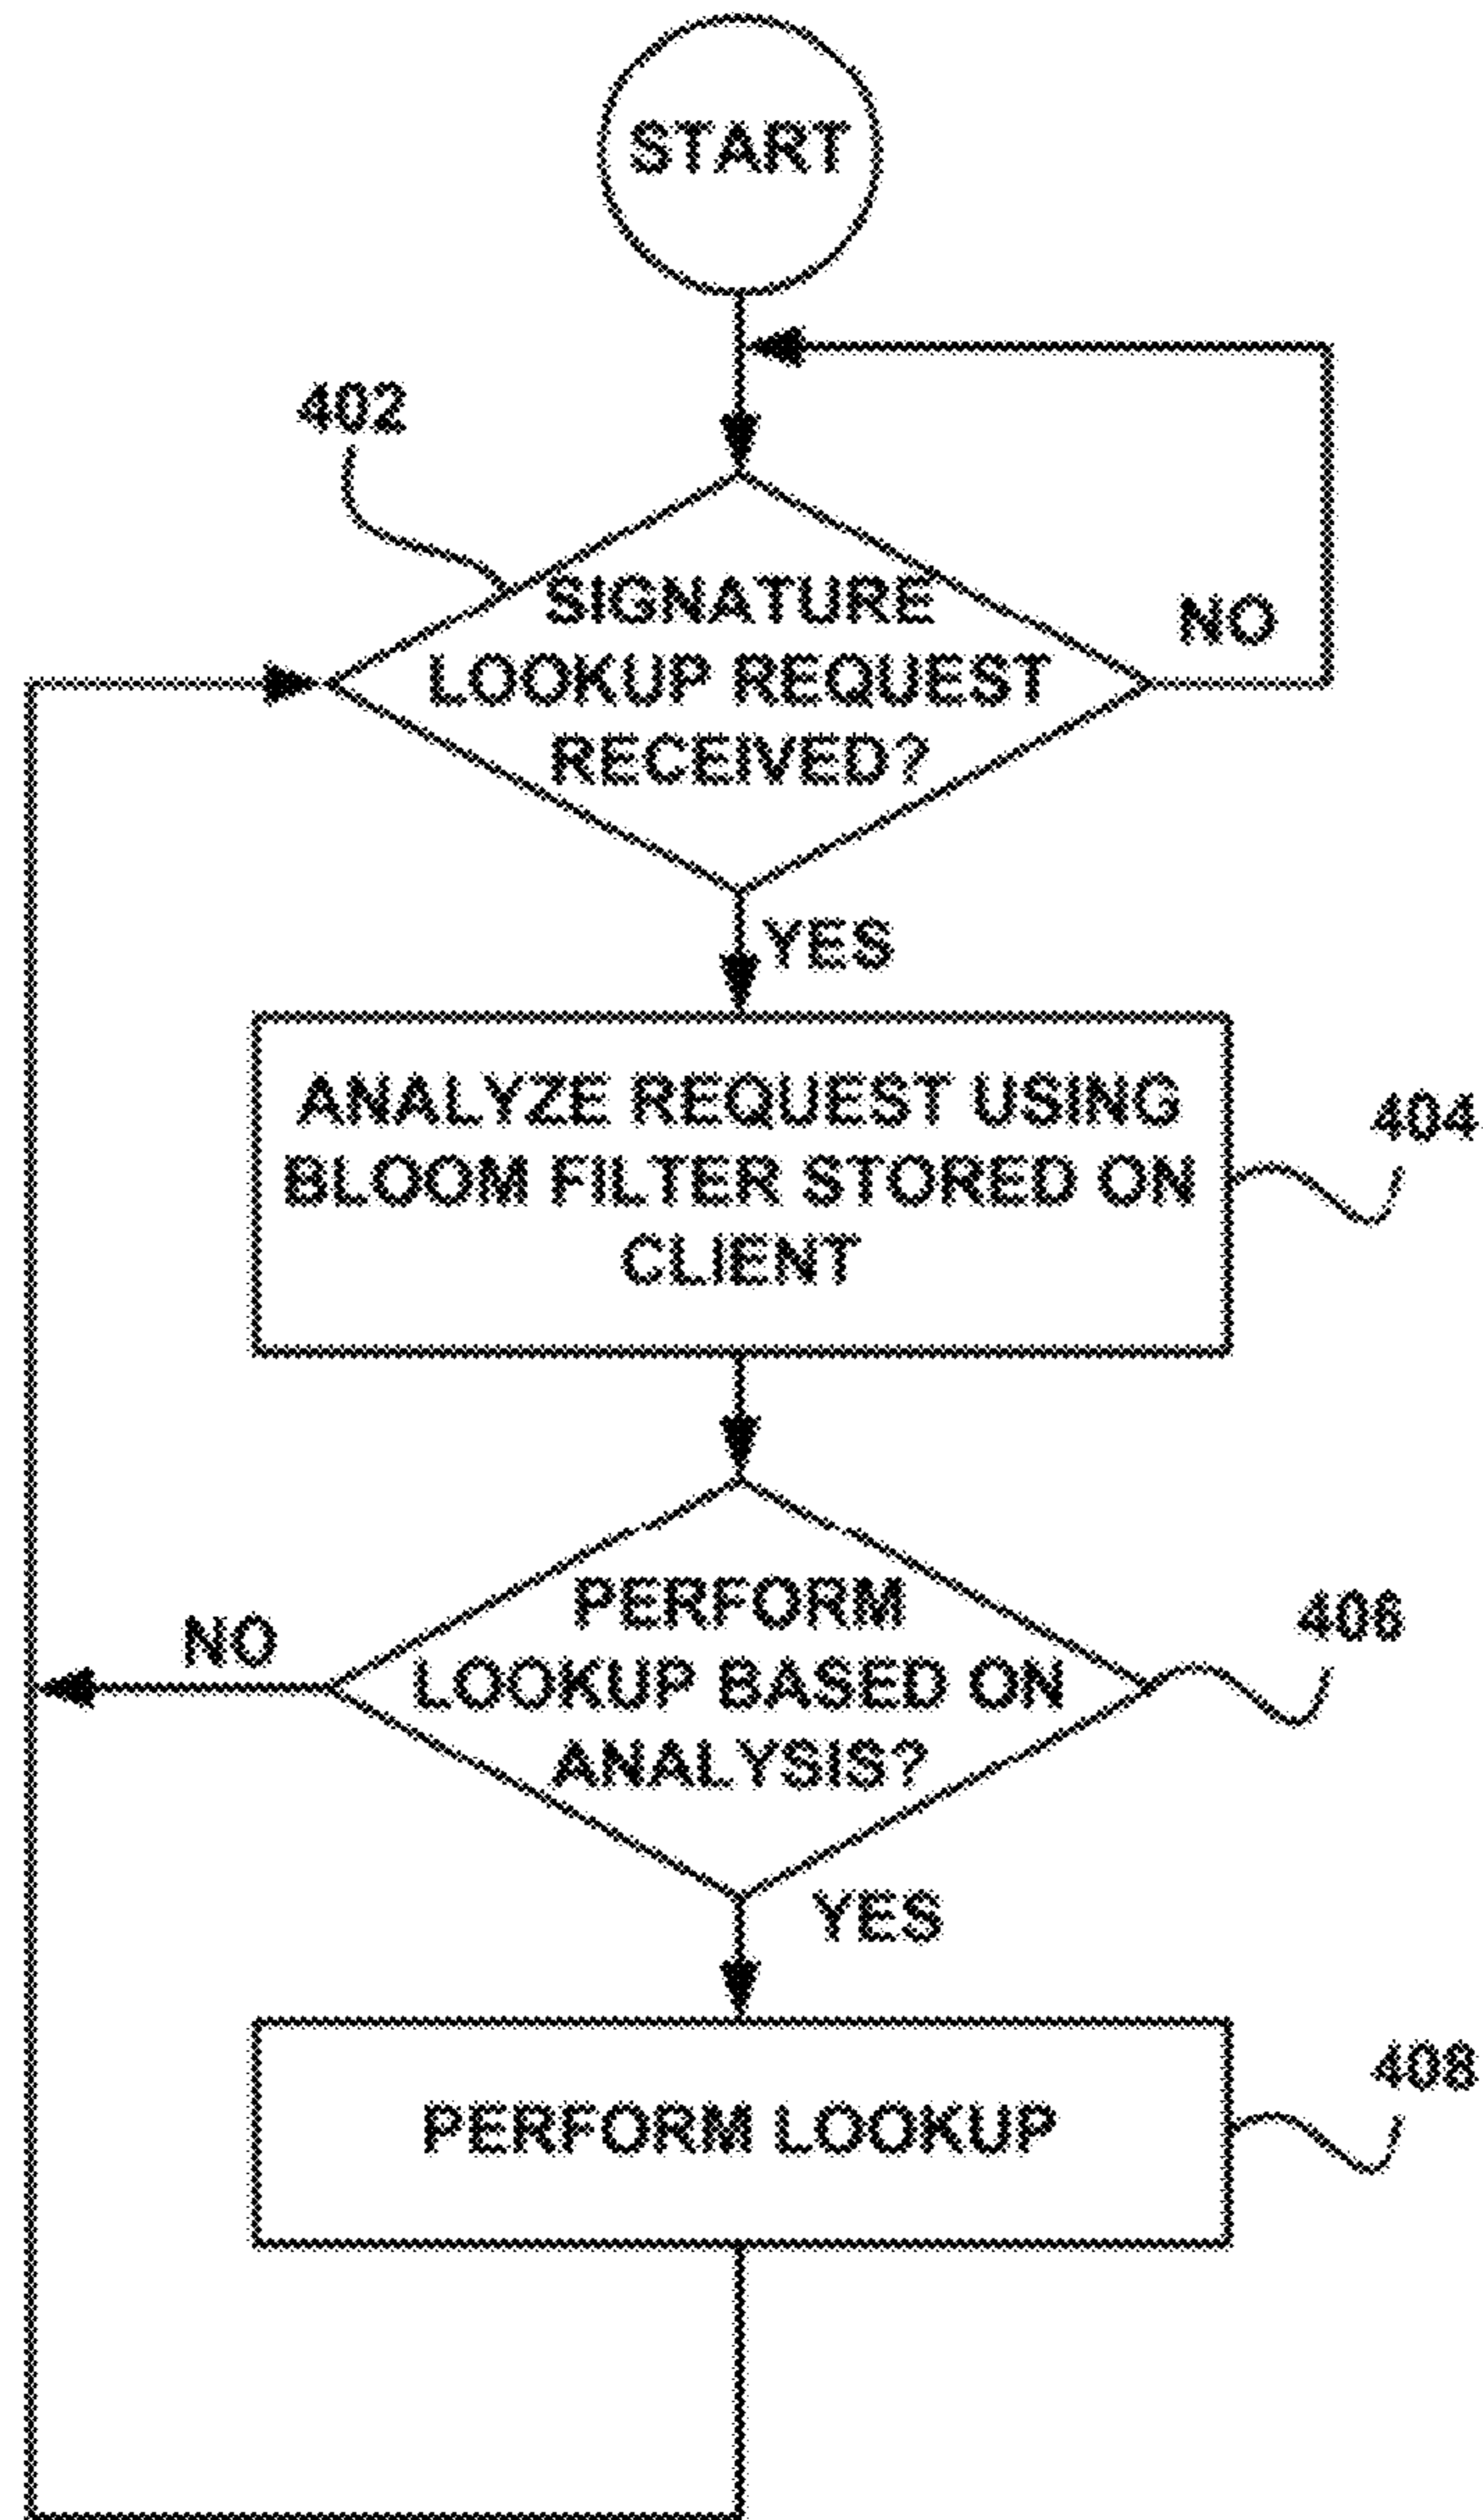 START
402
SIGNATURE
LOOKUP REQUEST
RECEIVED?
NO
YES
ANALYZE REQUEST USING
BLOOM FILTER STORED ON
CLIENT
404
PERFORM
LOOKUP BASED ON
ANALYSIS?
406
NO
YES
PERFORM LOOKUP
408